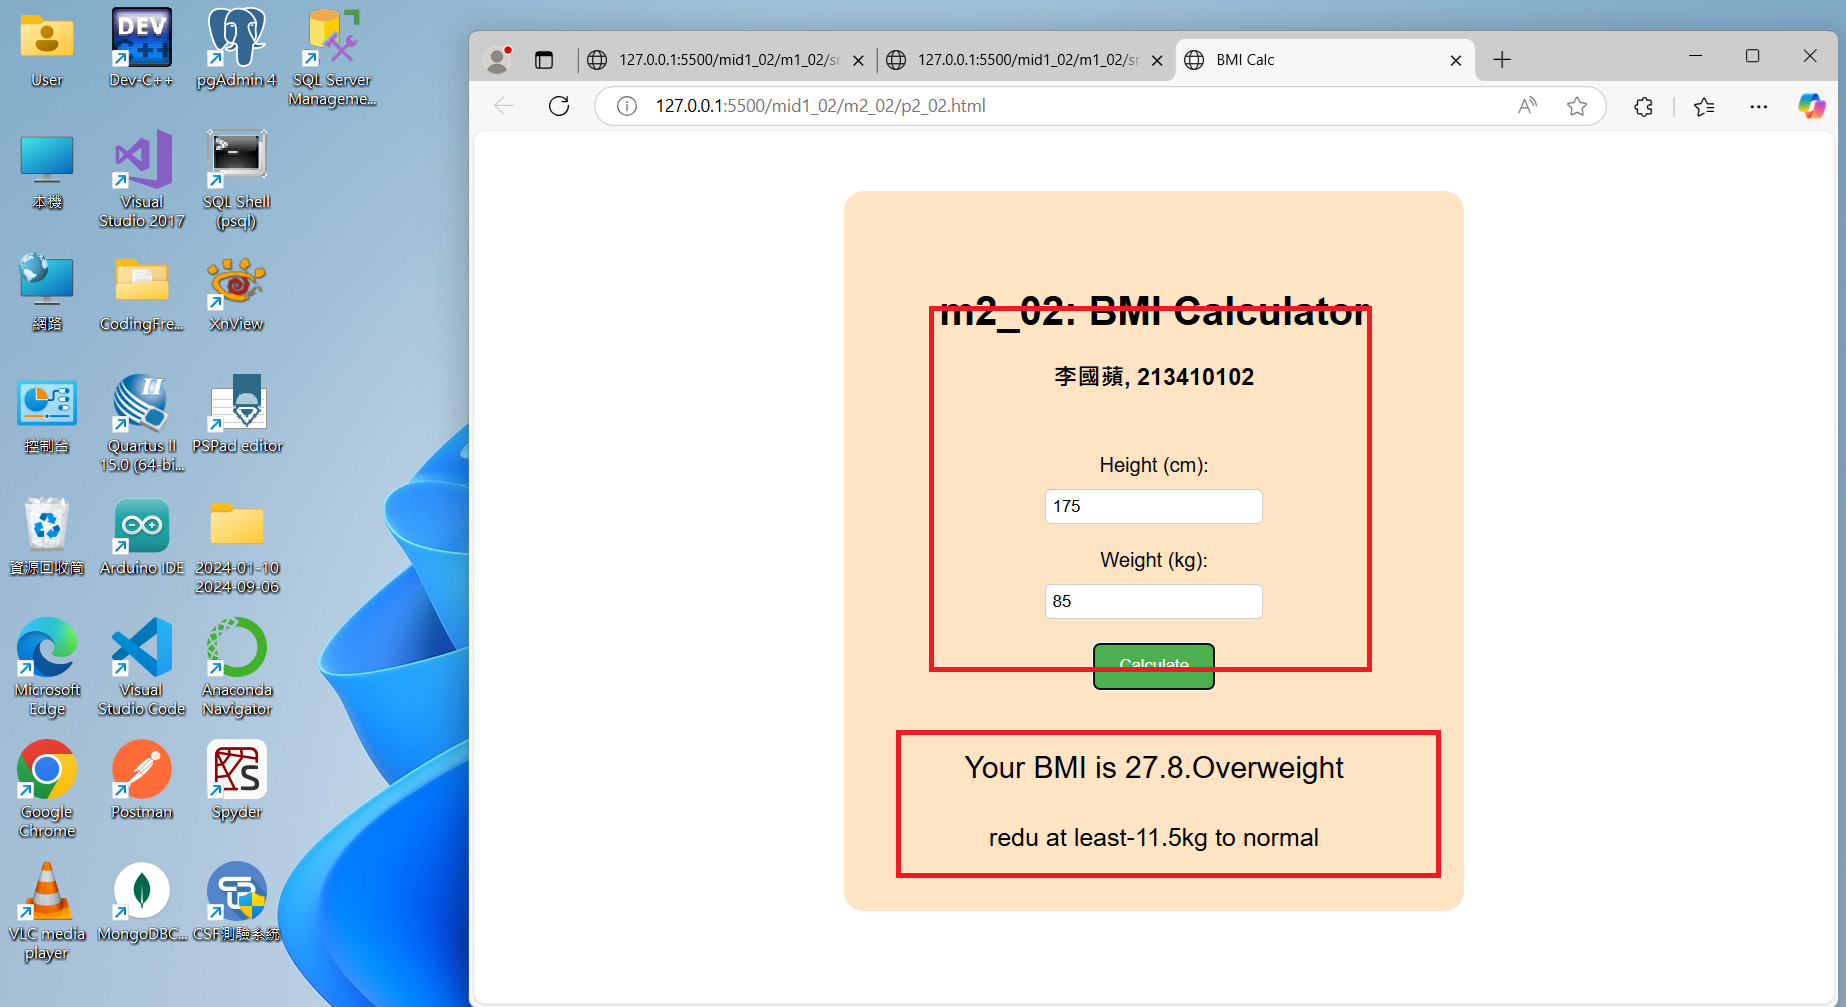 User
Dev-C++
pgAdmin 4
SQL Server
Manageme...
本機
Visual
Studio 2017
SQL Shell
(psql)
網路
CodingFre...
XnView
控制台
Quartus II
15.0 (64-bi...
PSPad editor
資源回收筒
Arduino IDE
2024-01-10
2024-09-06
Microsoft
Edge
Visual
Studio Code
Anaconda
Navigator
Google
Chrome
Postman
Spyder
VLC media
player
MongoDBC...
CSF測驗系統
127.0.0.1:5500/mid1_02/m1_02/sr
127.0.0.1:5500/mid1_02/m1_02/sr
BMI Calc
127.0.0.1:5500/mid1_02/m2_02/p2_02.html
m2_02: BMI Calculator
李國蘋, 213410102
Height (cm):
175
Weight (kg):
85
Calculate
Your BMI is 27.8.Overweight
redu at least-11.5kg to normal